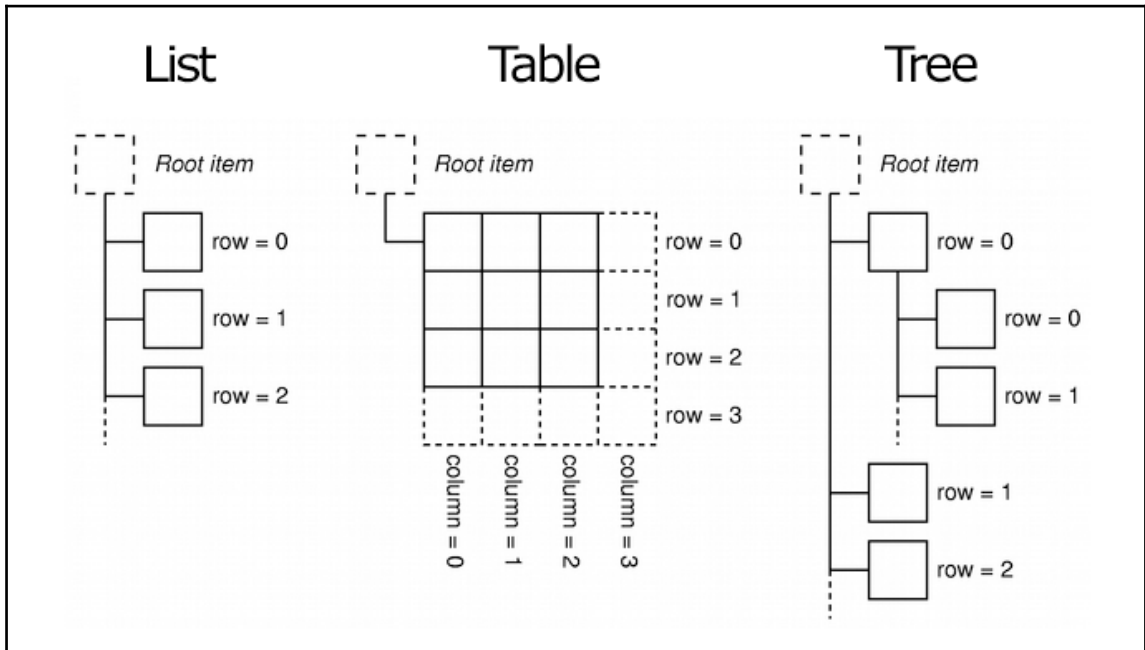 List
Root item
row = 0
row = 1
row = 2
Table
Root item
row = 0
row = 1
row = 2
row = 3
column = 0
column = 1
column = 2
column = 3
Tree
Root item
row = 0
row = 0
row = 1
row = 1
row = 2